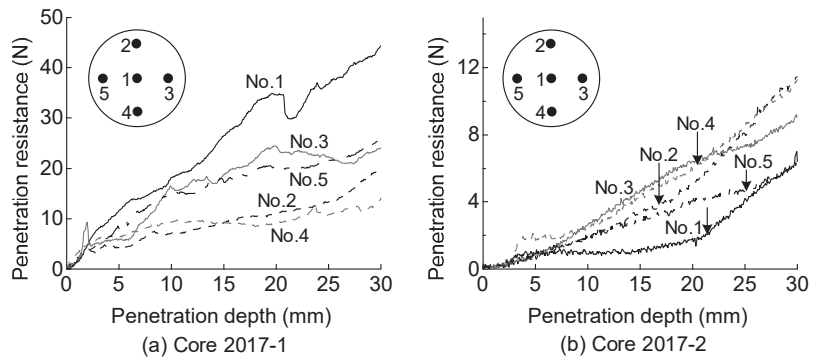 Penetration resistance (N)
50
40
30
20
10
0
0 5 10 15 20 25 30
Penetration depth (mm)
2
1
5 3
4
No.1
No.3
No.5
No.2
No.4
(a) Core 2017-1
Penetration resistance (N)
12
8
4
0
0 5 10 15 20 25 30
Penetration depth (mm)
2
1
5 3
4
No.4
No.2
No.3
No.5
No.1
(b) Core 2017-2